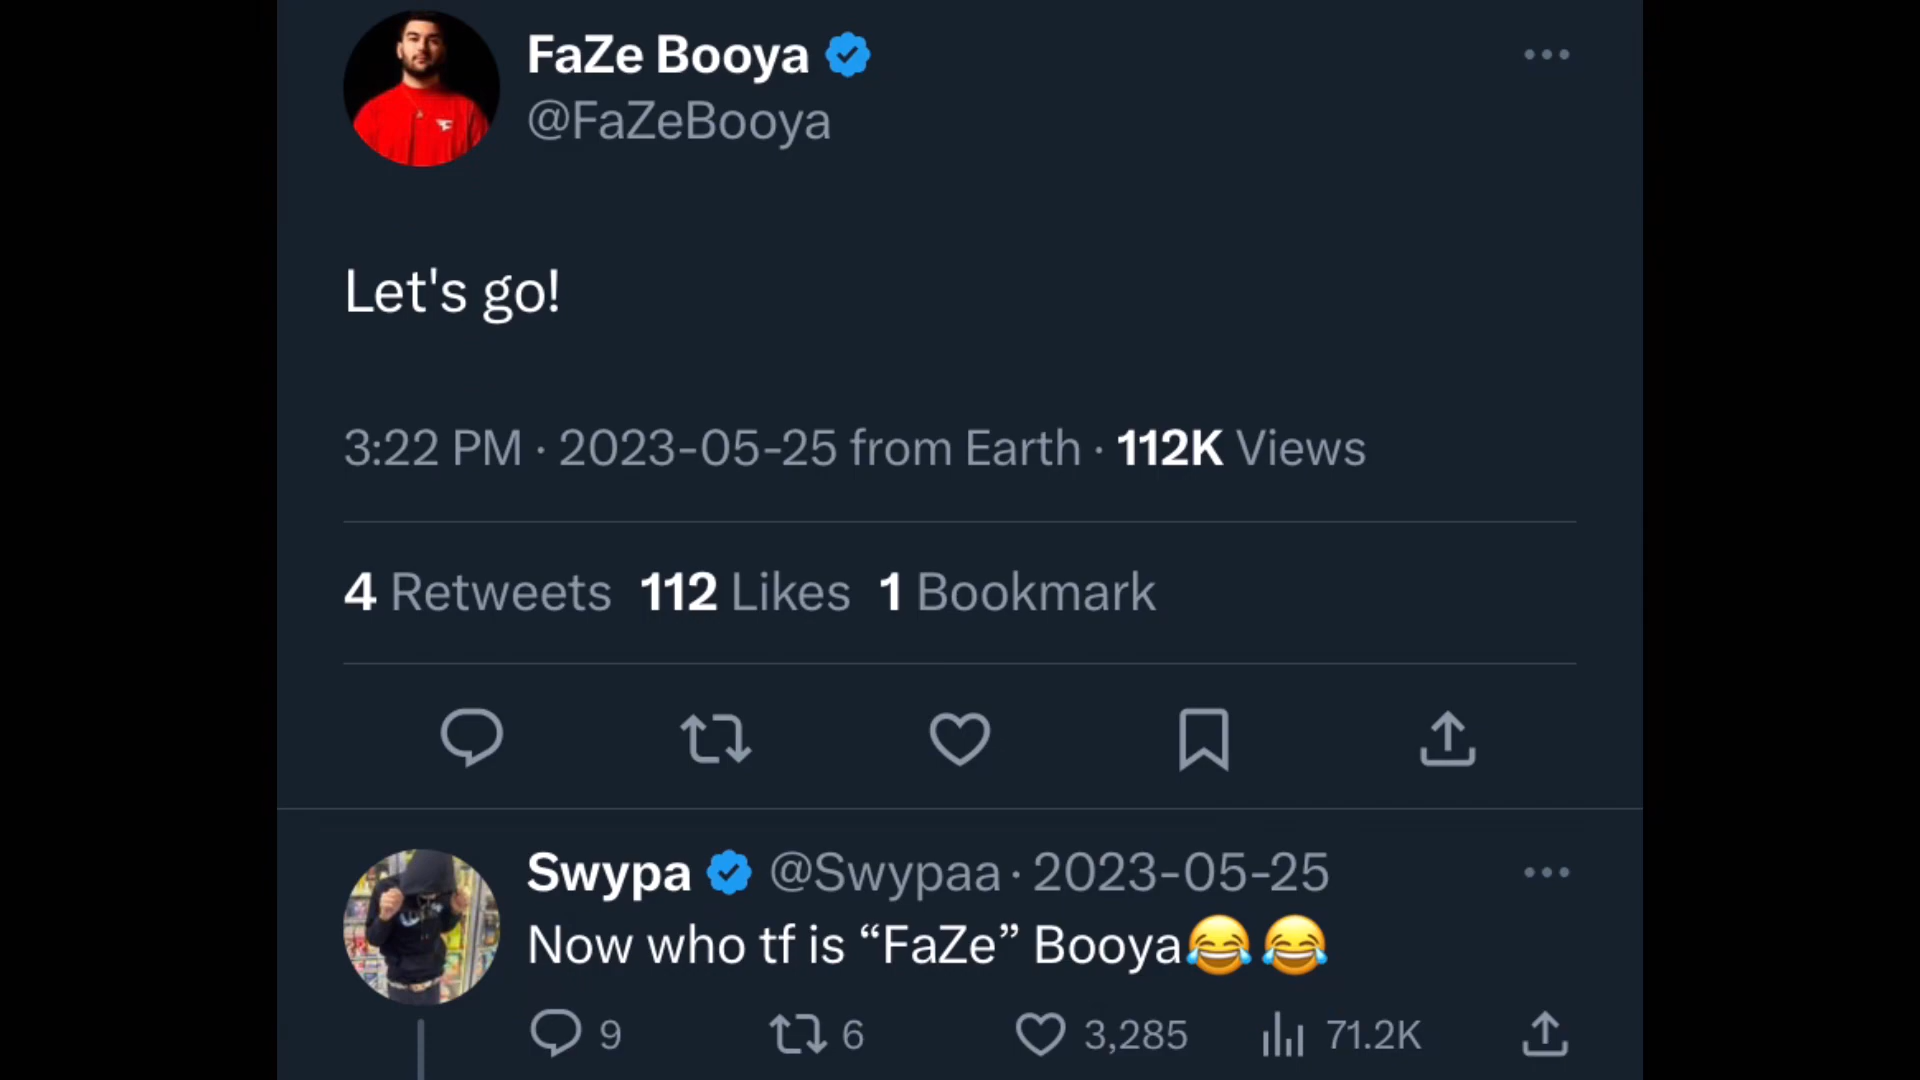 FaZe Booya
@FaZeBooya
Let's go!
3:22 PM · 2023-05-25 from Earth · 112K Views
4 Retweets 112 Likes 1 Bookmark
Swypa @Swypaa · 2023-05-25
Now who tf is “FaZe” Booya😂😂
9 6 3,285 71.2K